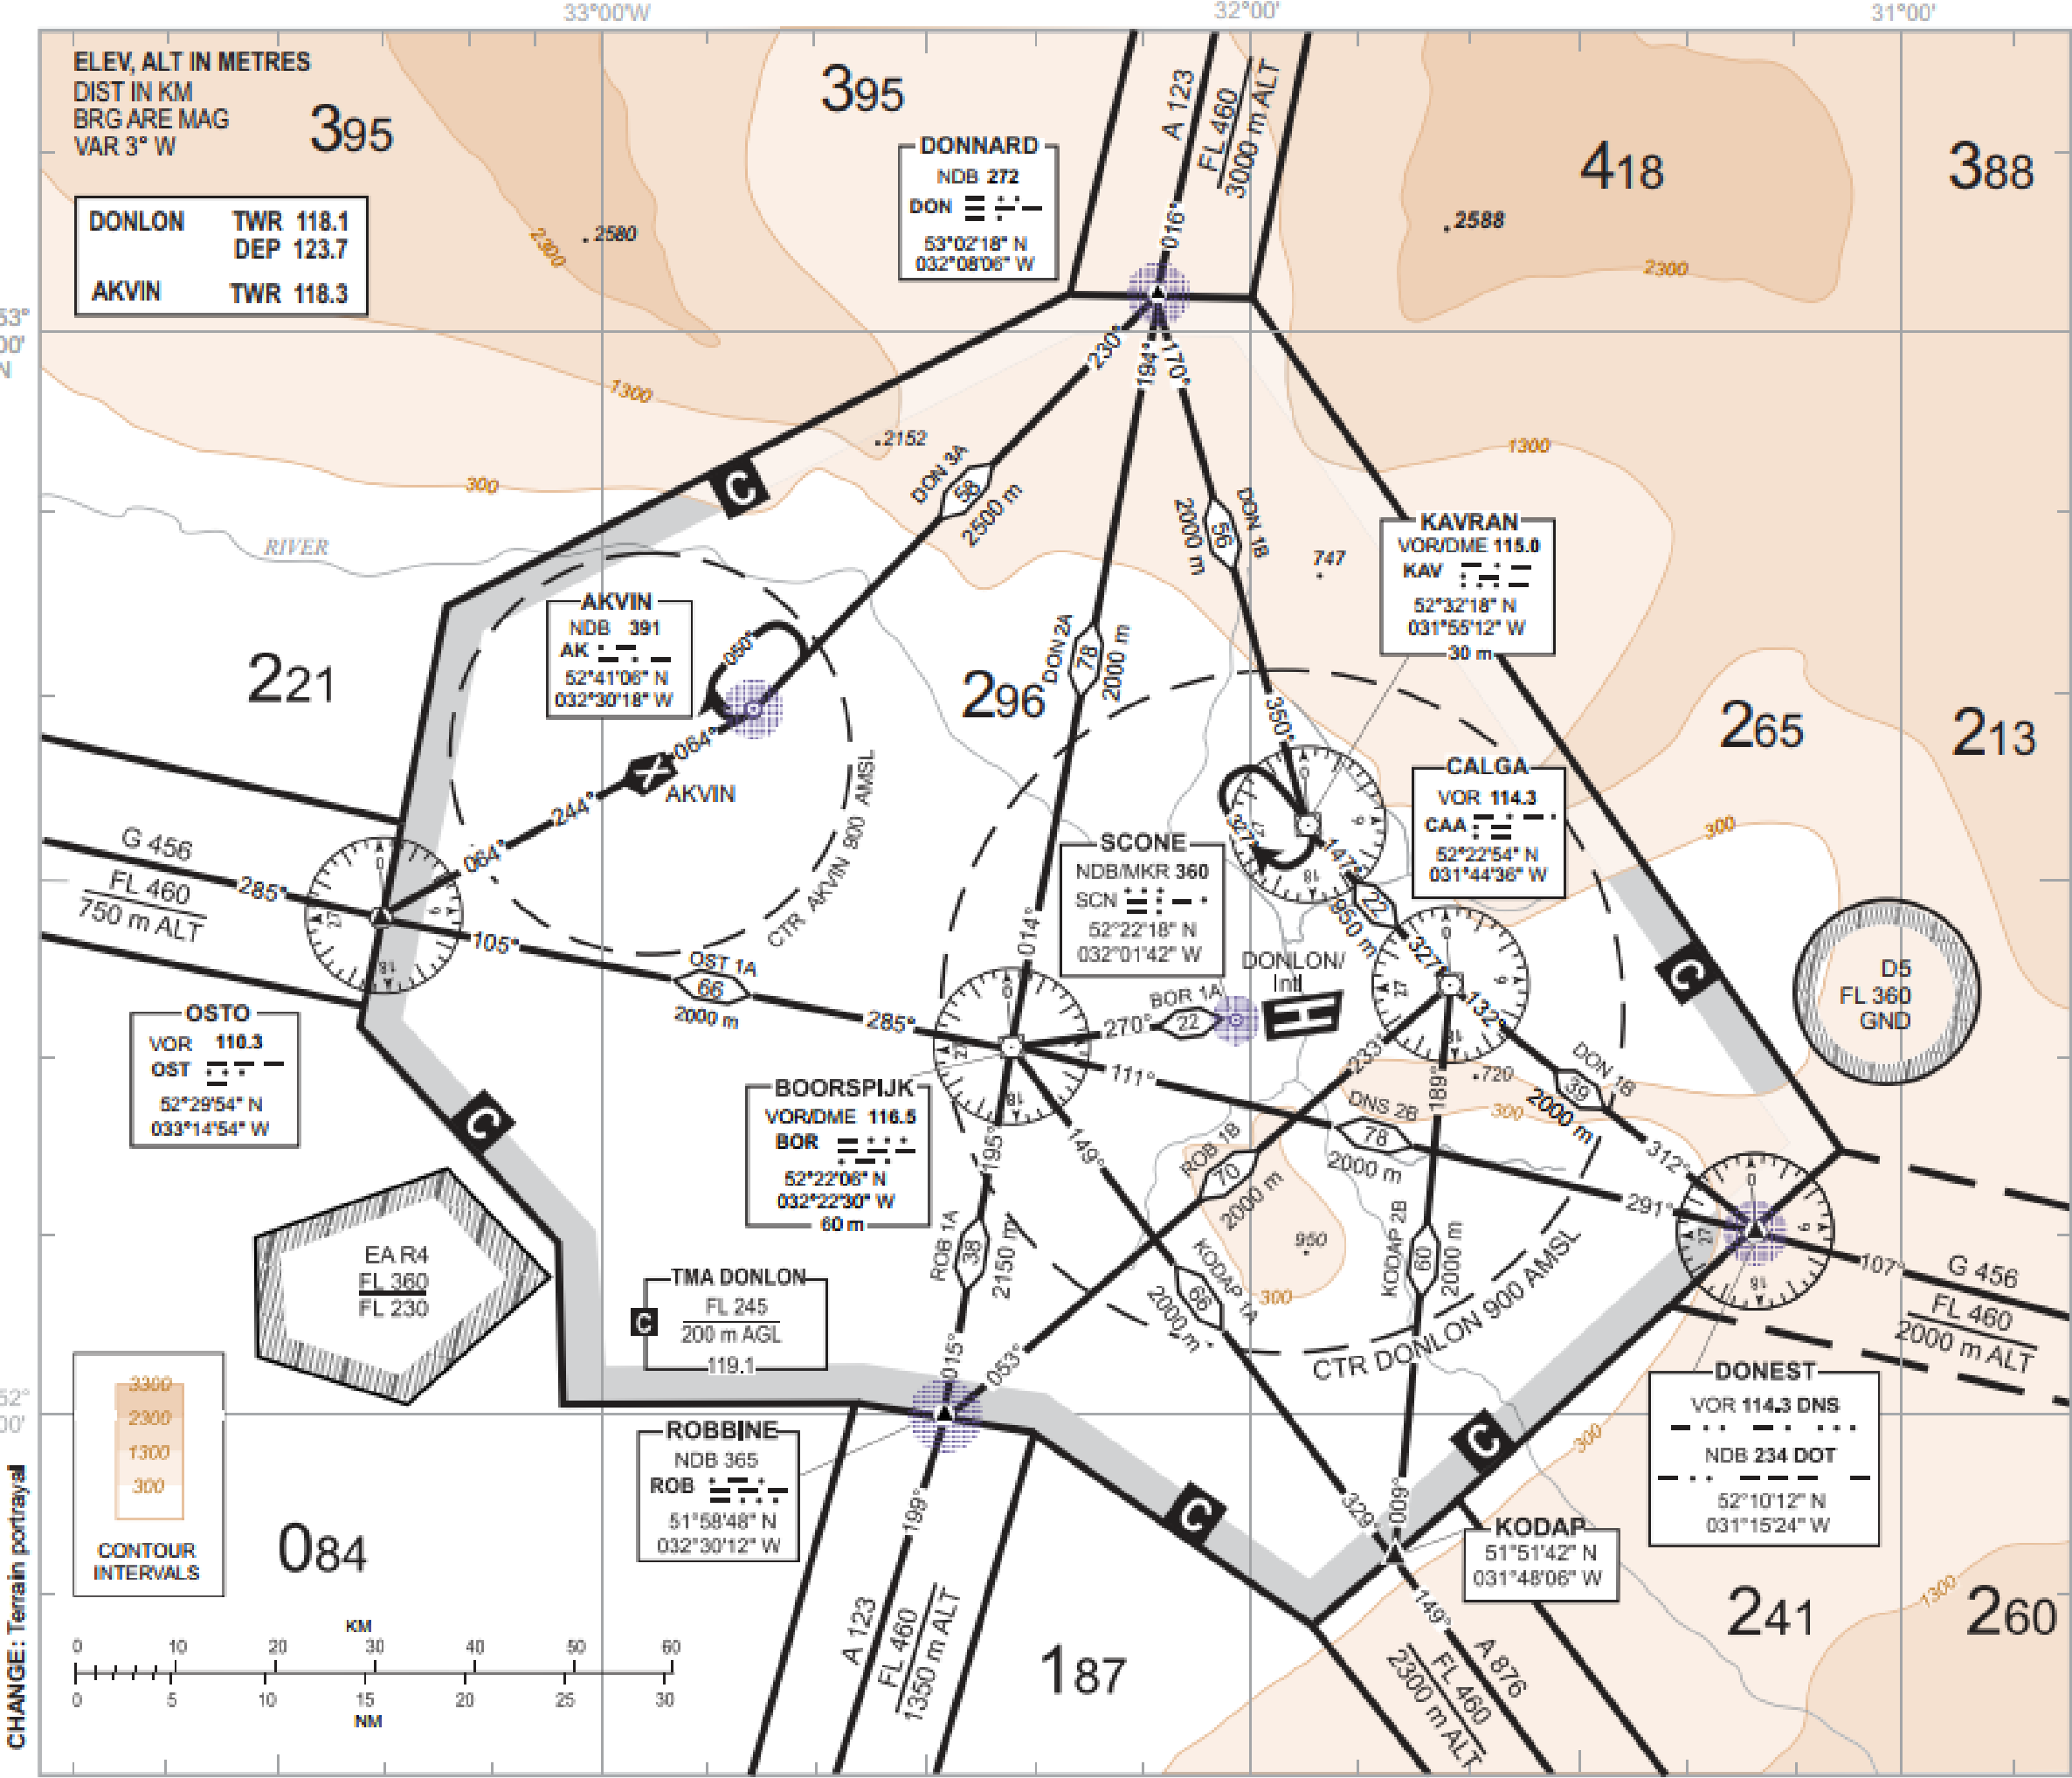 33°00'W
32°00'
31°00'
ELEV, ALT IN METRES
DIST IN KM
BRG ARE MAG
VAR 3° W
395
395
418
388
DONLON TWR 118.1
DEP 123.7
AKVIN TWR 118.3
DONNARD
NDB 272
DON
53°02'18" N
032°08'06" W
A 123
FL 460
3000 m ALT
016°
2300
2580
2588
2300
53°
00'
N
230°
194°
170°
1300
2152
1300
300
C
DON 3A
58
2500 m
DON 1B
56
2000 m
RIVER
747
KAVRAN
VOR/DME 115.0
KAV
52°32'18" N
031°55'12" W
30 m
AKVIN
NDB 391
AK
52°41'06" N
032°30'18" W
050°
221
296
DON 2A
78
2000 m
265
213
350°
064°
AKVIN
244°
064°
CTR AKVIN 900 AMSL
CALGA
VOR 114.3
CAA
52°22'54" N
031°44'36" W
300
SCONE
NDB/MKR 360
SCN
52°22'18" N
032°01'42" W
327°
147°
22
950 m
327°
G 456
FL 460
750 m ALT
285°
105°
OST 1A
66
2000 m
285°
014°
DONLON/
Intl
BOR 1A
270°
22
C
D5
FL 360
GND
OSTO
VOR 110.3
OST
52°29'54" N
033°14'54" W
C
BOORSPIJK
VOR/DME 116.5
BOR
52°22'06" N
032°22'30" W
60 m
111°
233°
132°
189°
720
DON 1B
39
2000 m
300
DNS 2B
78
2000 m
312°
291°
149°
195°
ROB 1B
70
2000 m
950
300
ROB 1A
38
2150 m
KODAP 1A
66
2000 m
KODAP 2B
60
2000 m
CTR DONLON 900 AMSL
107°
G 456
FL 460
2000 m ALT
EA R4
FL 360
FL 230
TMA DONLON
C
FL 245
200 m AGL
119.1
015°
053°
DONEST
VOR 114.3 DNS
NDB 234 DOT
52°10'12" N
031°15'24" W
52°
00'
3300
2300
1300
300
CONTOUR
INTERVALS
ROBBINE
NDB 365
ROB
51°58'48" N
032°30'12" W
199°
C
C
300
329°
009°
KODAP
51°51'42" N
031°48'06" W
149°
084
187
241
260
1300
A 123
FL 460
1350 m ALT
A 876
FL 460
2300 m ALT
KM
0 10 20 30 40 50 60
0 5 10 15 20 25 30
NM
CHANGE: Terrain portrayal